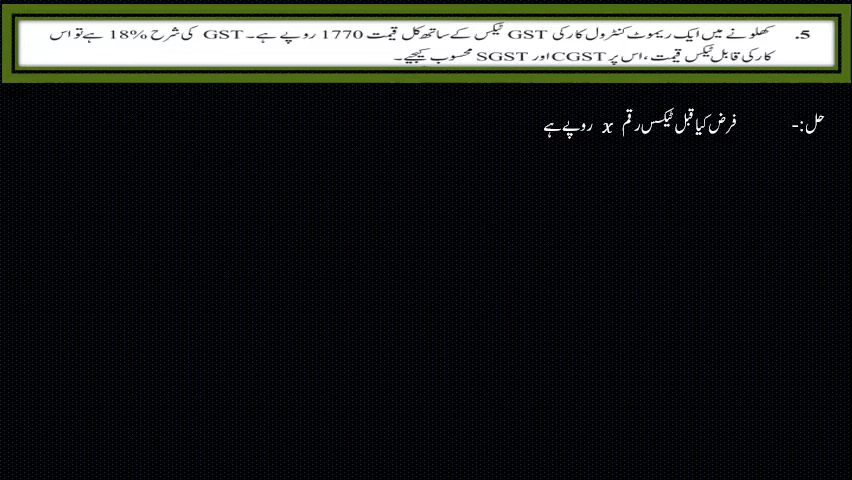 5. کھلونے میں ایک ریموٹ کنٹرول کار کی GST ٹیکس کے ساتھ کل قیمت 1770 روپے ہے۔ GST کی شرح 18% ہے تو اس
کار کی قابل ٹیکس قیمت ، اس پر CGST اور SGST محسوب کیجیے۔
حل :- فرض کیا قبل ٹیکس رقم x روپے ہے